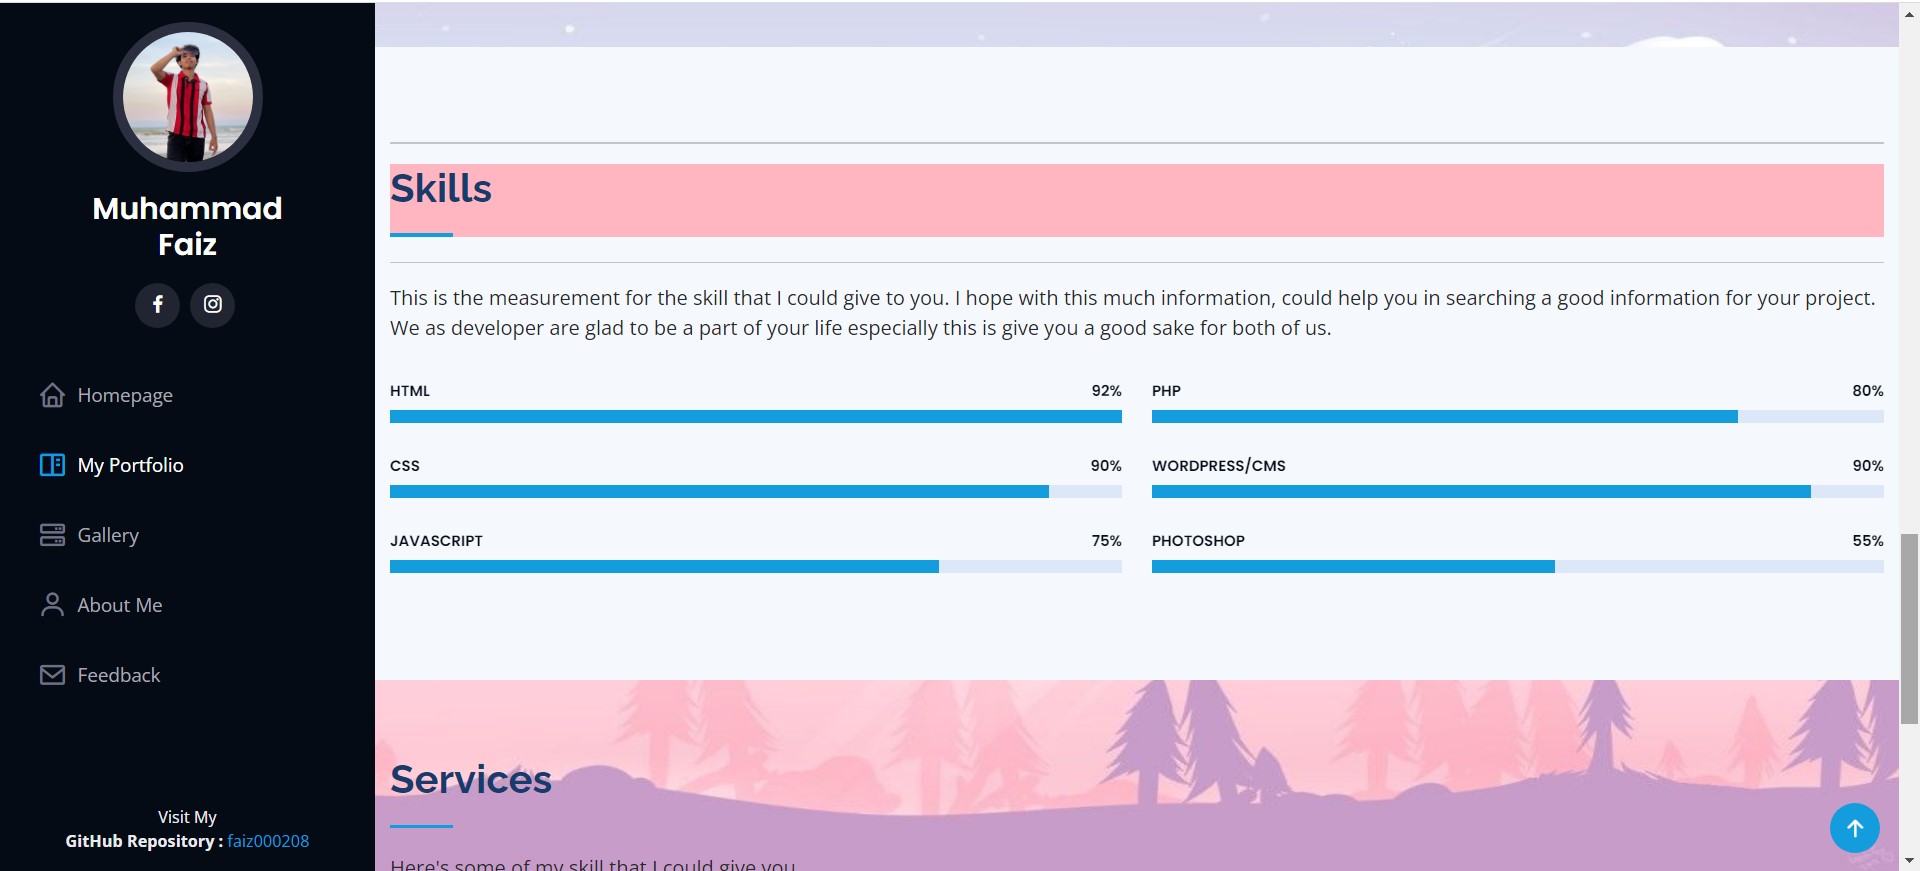 Muhammad
Faiz
Homepage
My Portfolio
Gallery
About Me
Feedback
Visit My
GitHub Repository : faiz000208
Skills
This is the measurement for the skill that I could give to you. I hope with this much information, could help you in searching a good information for your project.
We as developer are glad to be a part of your life especially this is give you a good sake for both of us.
HTML 92%
CSS 90%
JAVASCRIPT 75%
PHP 80%
WORDPRESS/CMS 90%
PHOTOSHOP 55%
Services
Here's some of my skill that I could give you